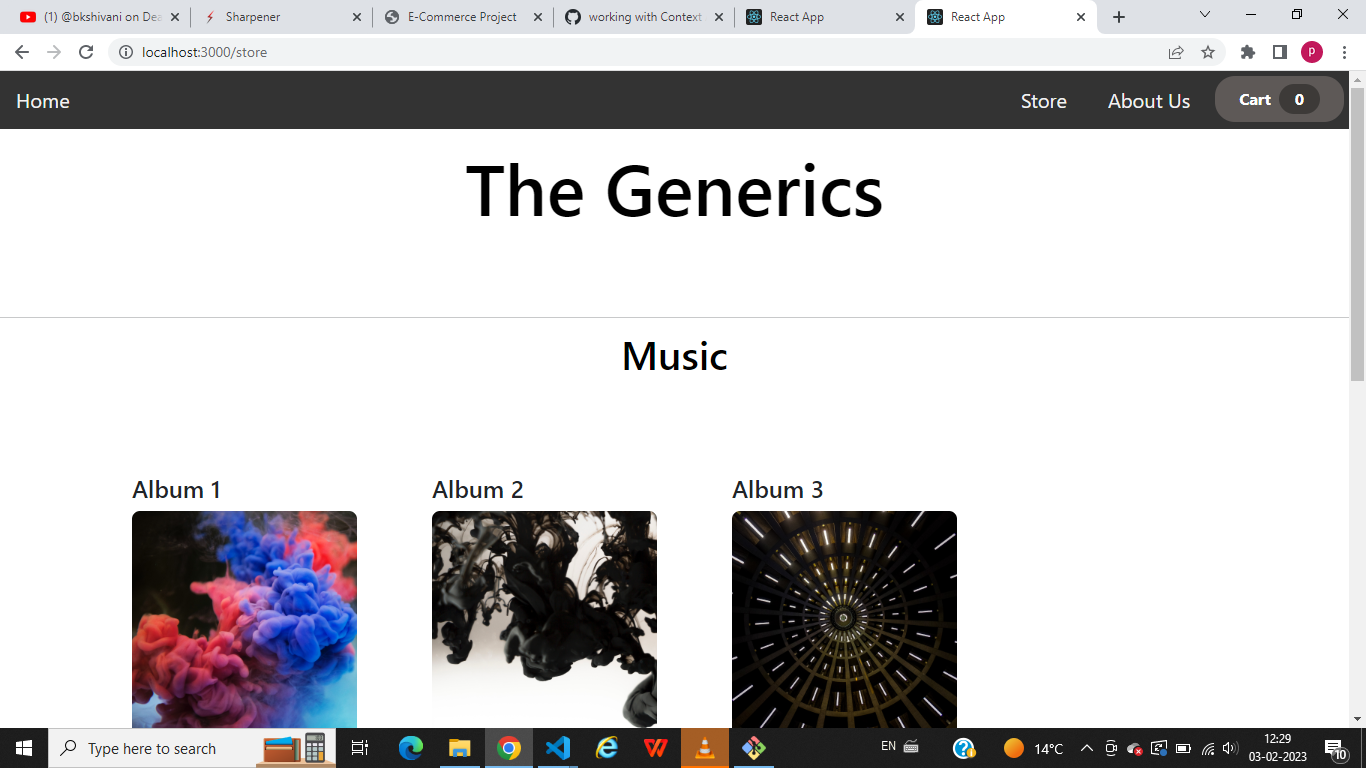 (1) @bkshivani on Dea
Sharpener
E-Commerce Project
working with Context
React App
React App
localhost:3000/store
P
Home
Store
About Us
Cart 0
The Generics
Music
Album 1
Album 2
Album 3
Type here to search
EN
14°C
12:29
03-02-2023
10